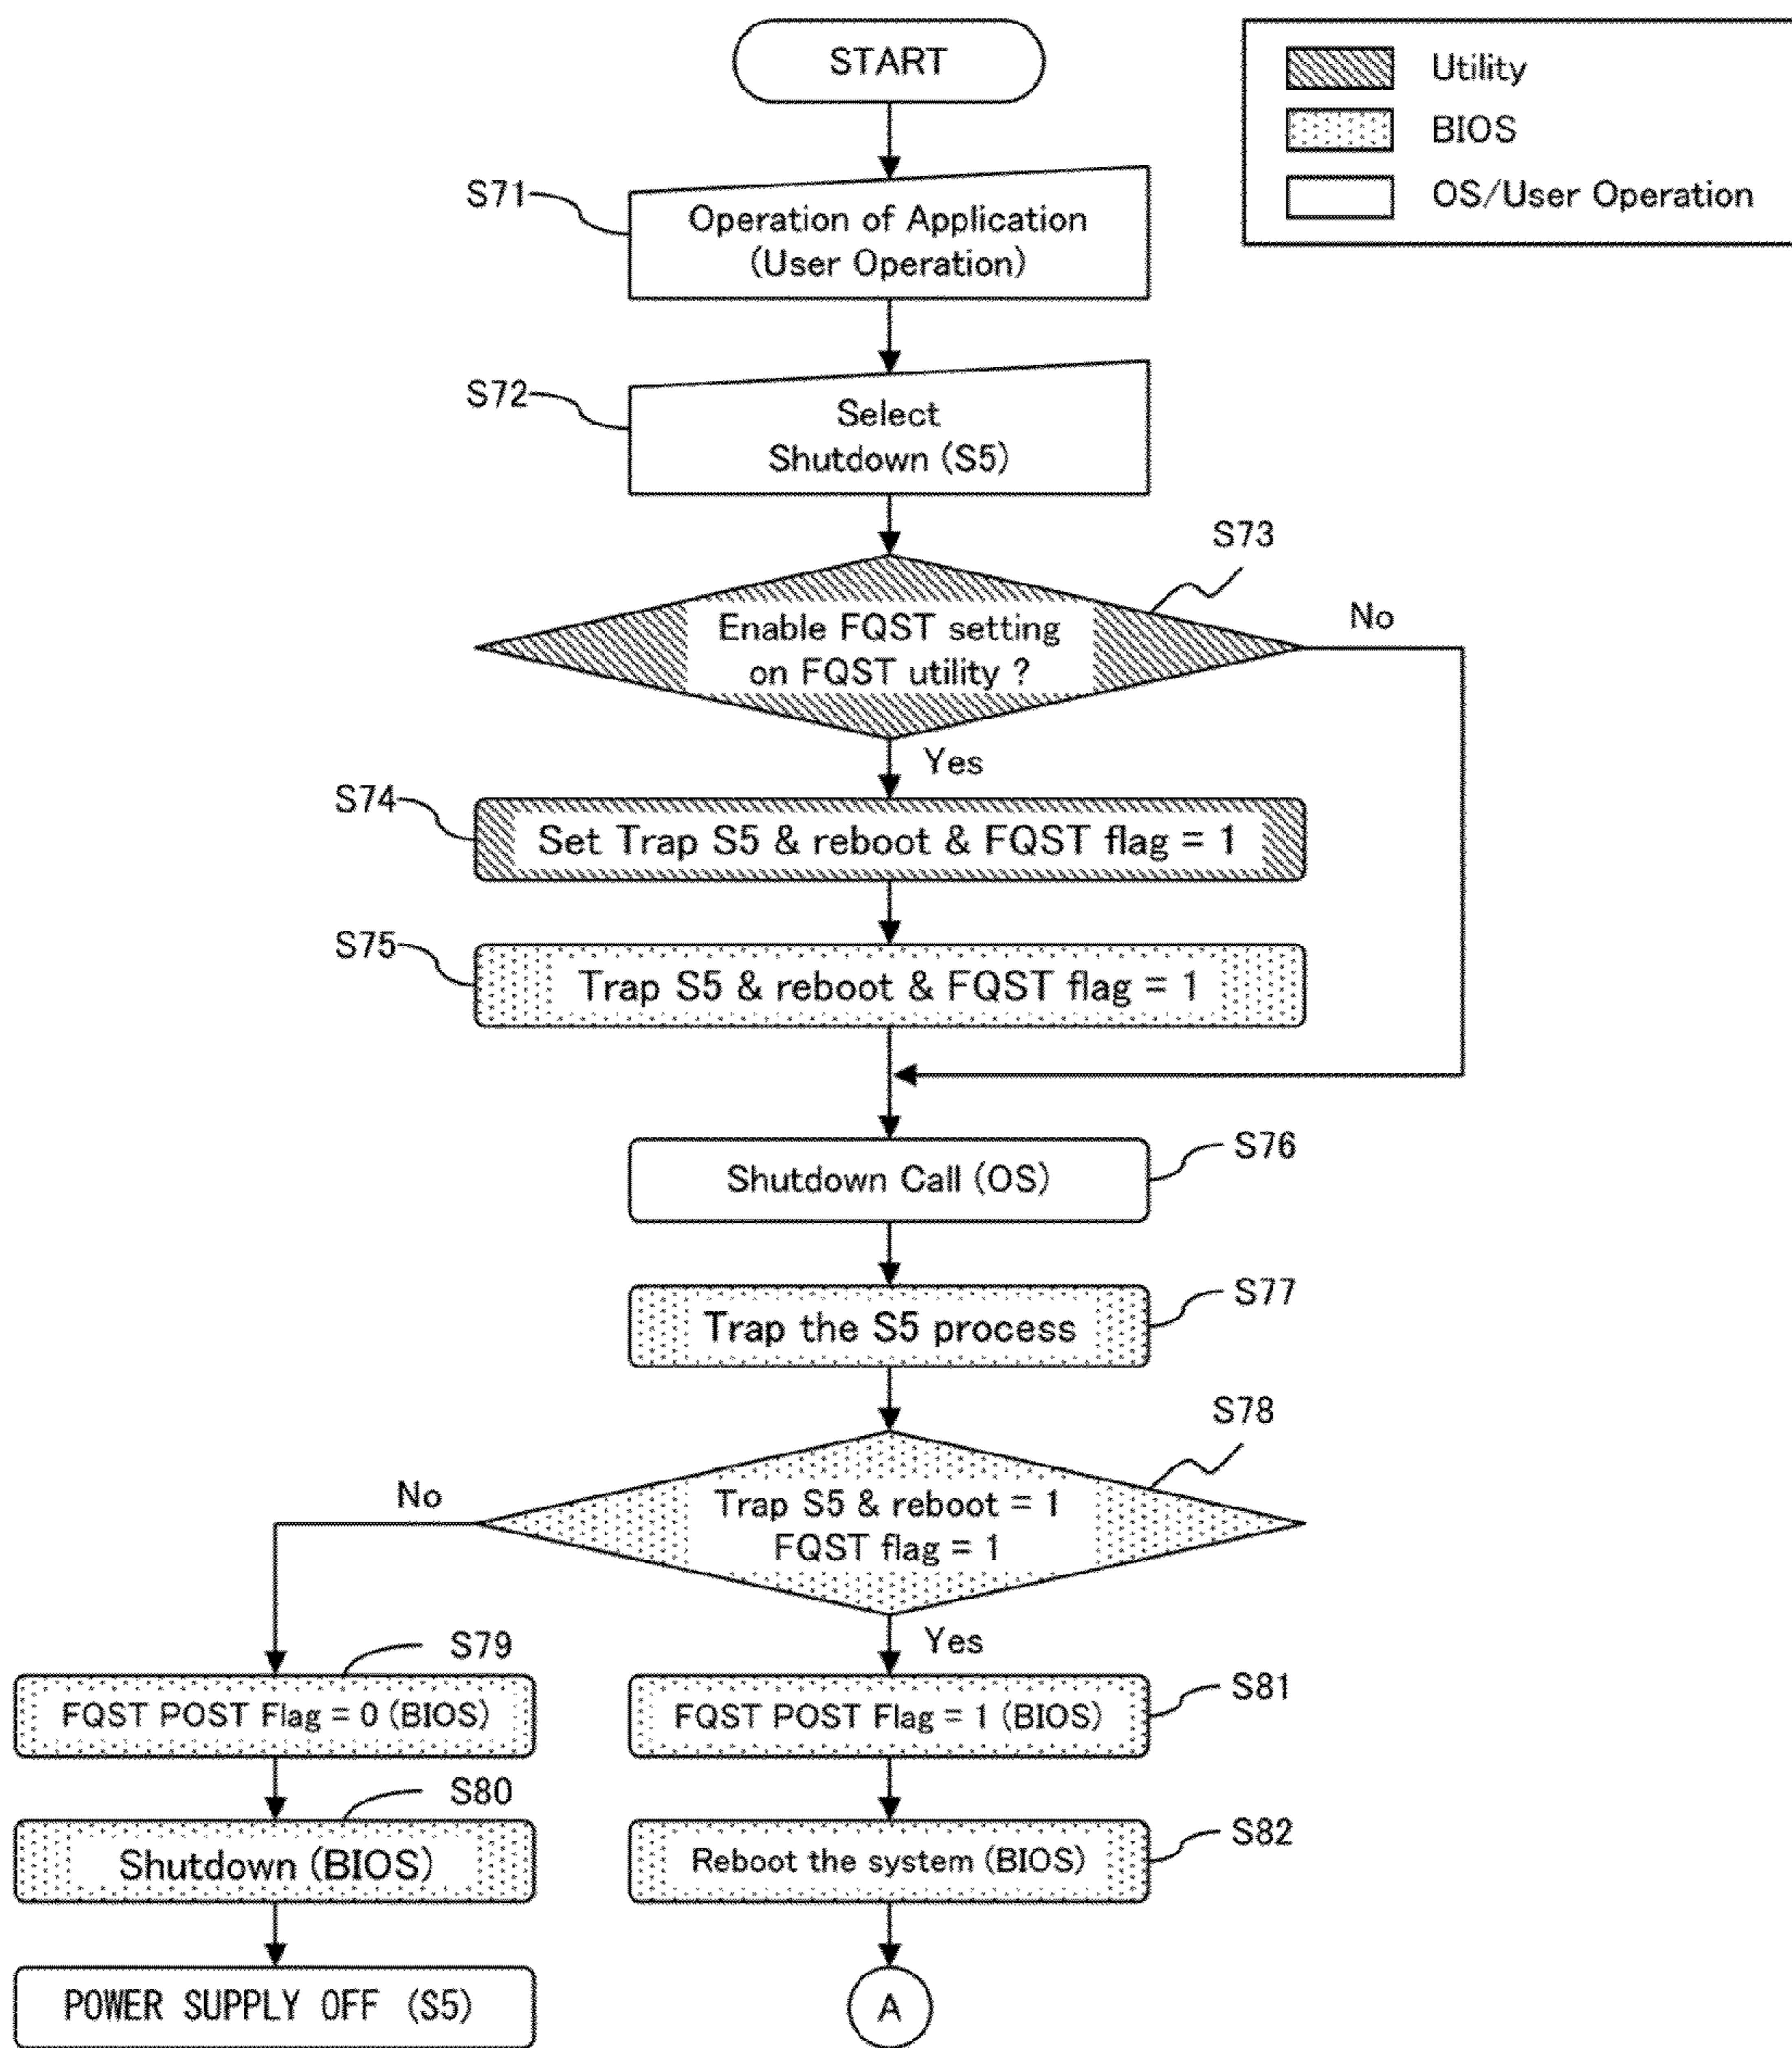 START
Utility
BIOS
OS/User Operation
S71
Operation of Application
(User Operation)
S72
Select
Shutdown (S5)
S73
Enable FQST setting
on FQST utility ?
No
Yes
S74
Set Trap S5 & reboot & FQST flag = 1
S75
Trap S5 & reboot & FQST flag = 1
S76
Shutdown Call (OS)
S77
Trap the S5 process
S78
Trap S5 & reboot = 1
FQST flag = 1
No
Yes
S79
FQST POST Flag = 0 (BIOS)
S81
FQST POST Flag = 1 (BIOS)
S80
Shutdown (BIOS)
S82
Reboot the system (BIOS)
POWER SUPPLY OFF (S5)
A